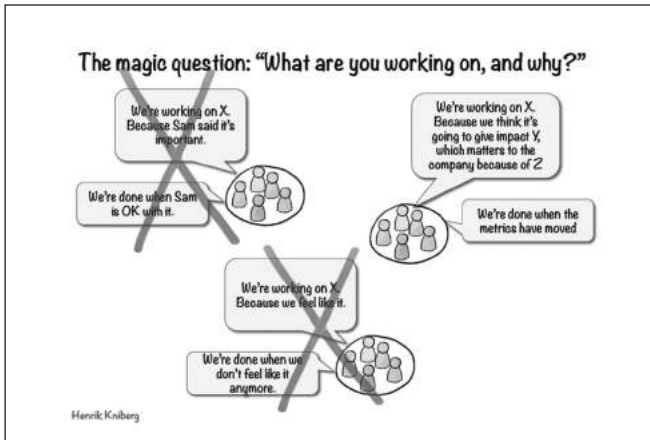 The magic question: “What are you working on, and why?”
We're working on X.
Because Sam said it's
important.
We're done when Sam
is OK with it.
We're working on X.
Because we think it's
going to give impact Y,
which matters to the
company because of Z
We're done when the
metrics have moved
We're working on X.
Because we feel like it.
We're done when we
don't feel like it
anymore.
Henrik Kniberg